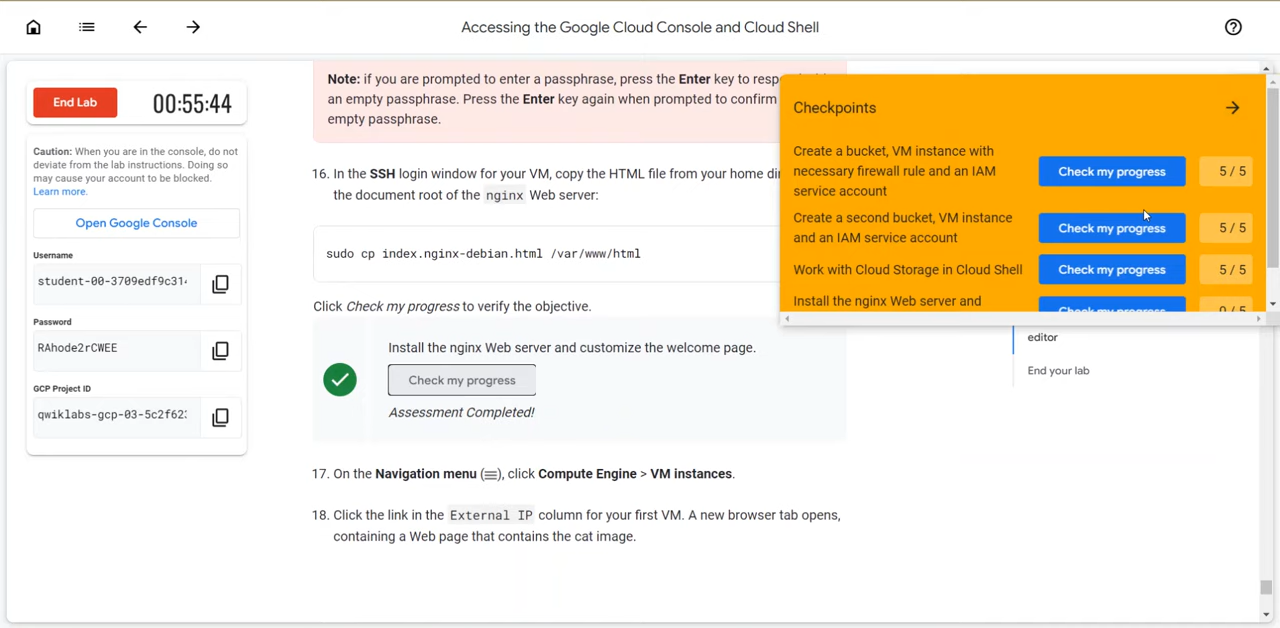 Accessing the Google Cloud Console and Cloud Shell
End Lab
00:55:44
Caution: When you are in the console, do not
deviate from the lab instructions. Doing so
may cause your account to be blocked.
Learn more.
Open Google Console
Username
student-00-3709edf9c314
Password
RAhode2rCWEE
GCP Project ID
qwiklabs-gcp-03-5c2f62
Note: if you are prompted to enter a passphrase, press the Enter key to
an empty passphrase. Press the Enter key again when prompted to confirm
empty passphrase.
16. In the SSH login window for your VM, copy the HTML file from your home
the document root of the nginx Web server:
sudo cp index.nginx-debian.html /var/www/html
Click Check my progress to verify the objective.
Install the nginx Web server and customize the welcome page.
Check my progress
Assessment Completed!
17. On the Navigation menu (), click Compute Engine > VM instances.
18. Click the link in the External IP column for your first VM. A new browser tab opens,
containing a Web page that contains the cat image.
Checkpoints
Create a bucket, VM instance with
necessary firewall rule and an IAM
service account
Check my progress
5 / 5
Create a second bucket, VM instance
and an IAM service account
Check my progress
5 / 5
Work with Cloud Storage in Cloud Shell
Check my progress
5 / 5
Install the nginx Web server and
Check my progress
0 / 5
editor
End your lab